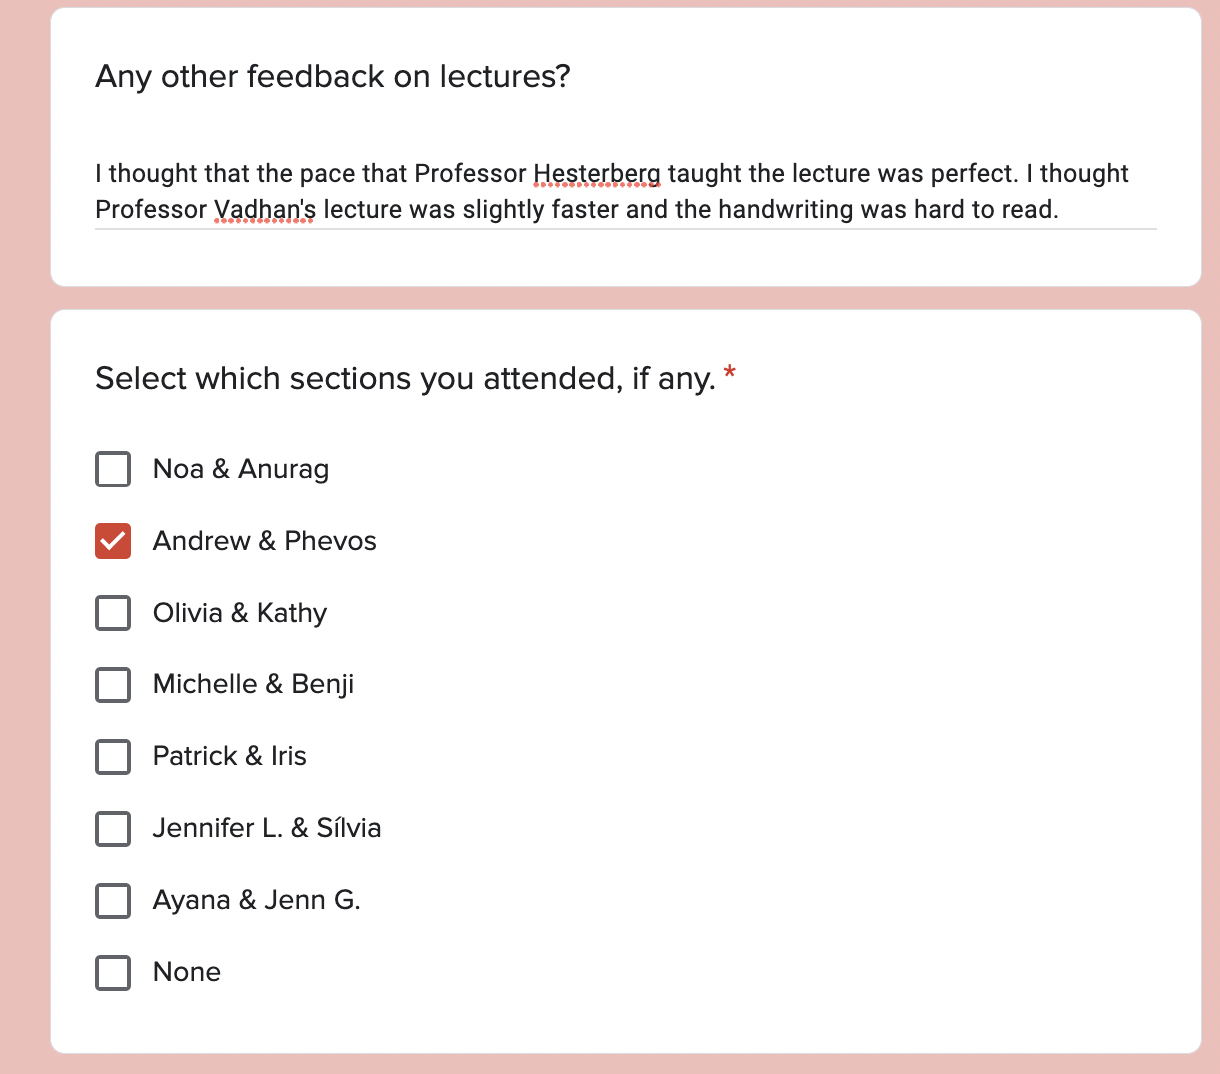 Any other feedback on lectures?
I thought that the pace that Professor Hesterberg taught the lecture was perfect. I thought
Professor Vadhan's lecture was slightly faster and the handwriting was hard to read.
Select which sections you attended, if any. *
Noa & Anurag
Andrew & Phevos
Olivia & Kathy
Michelle & Benji
Patrick & Iris
Jennifer L. & Sílvia
Ayana & Jenn G.
None